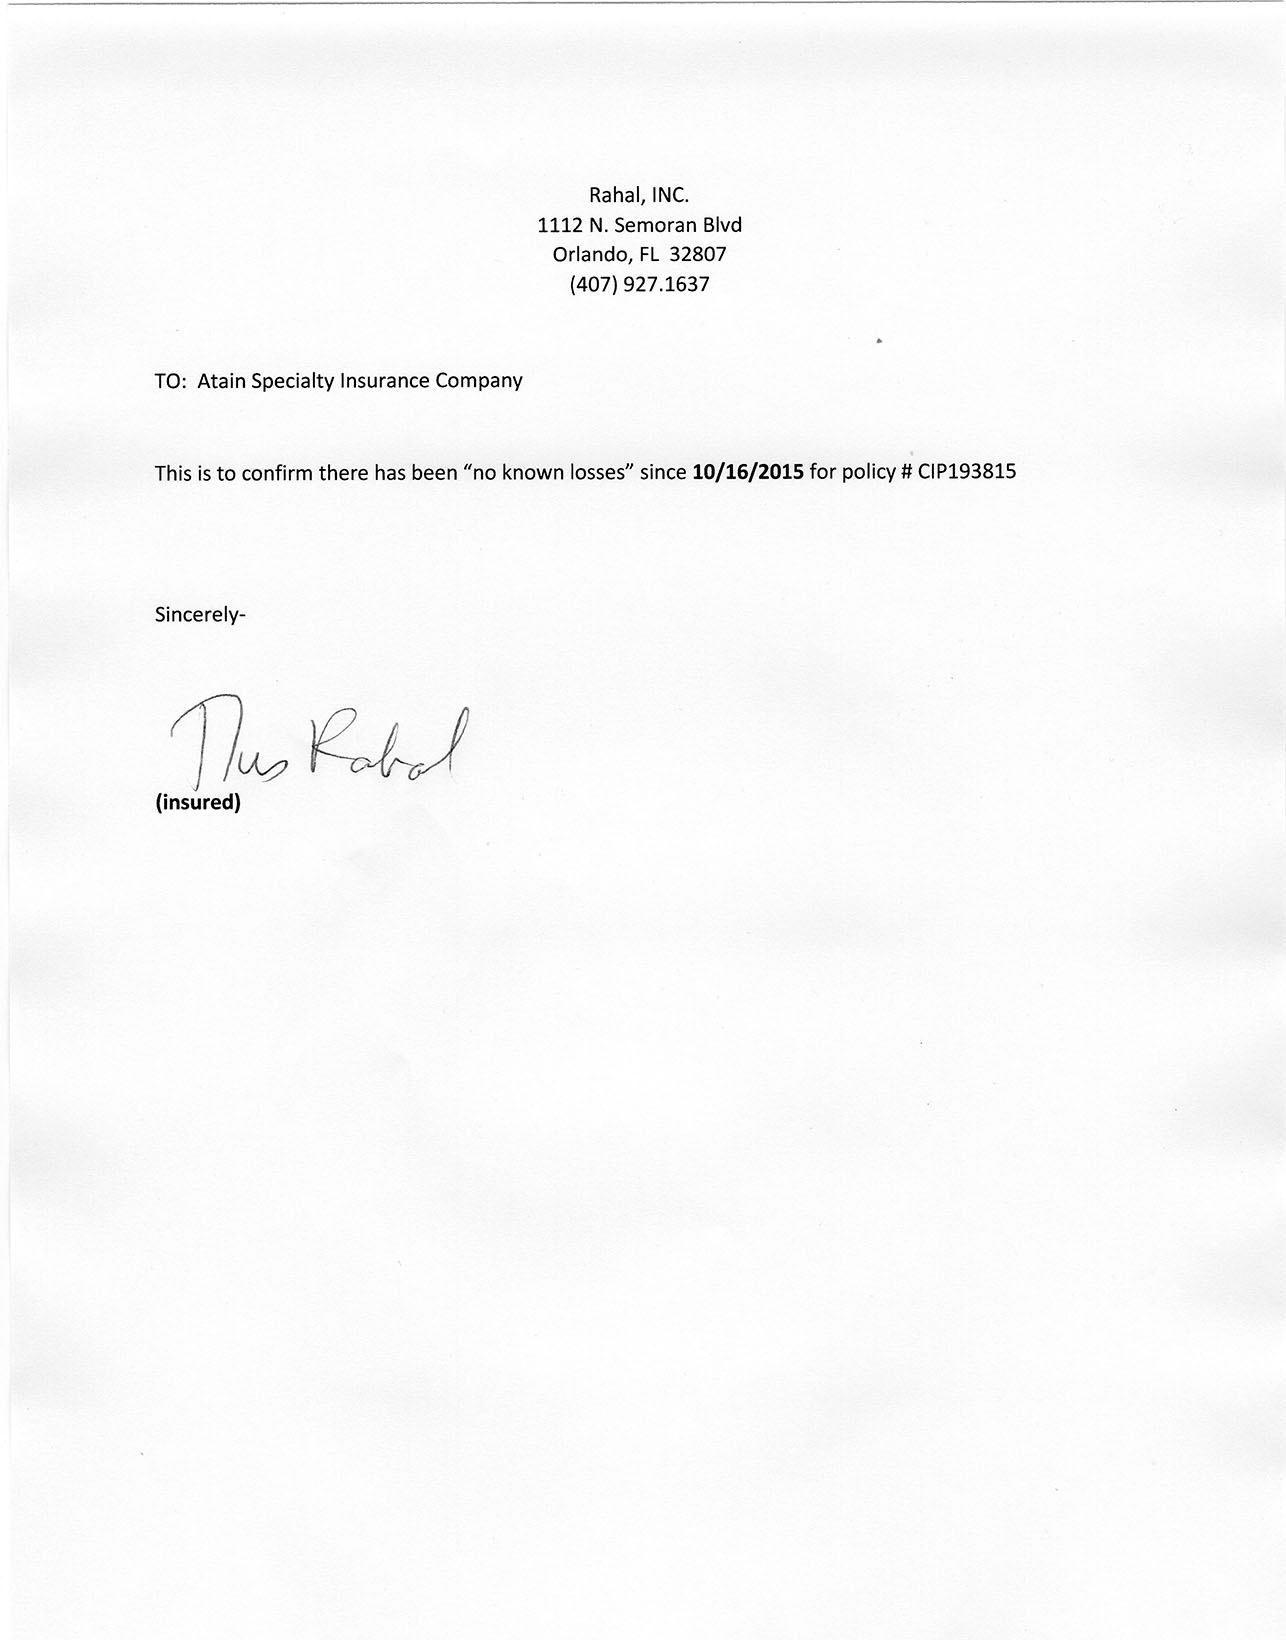 Rahal, INC.
1112 N. Semoran Blvd
Orlando, FL  32807
(407) 927.1637
TO:  Atain Specialty Insurance Company
This is to confirm there has been “no known losses” since 10/16/2015 for policy # CIP193815
Sincerely-
Rahal
(insured)